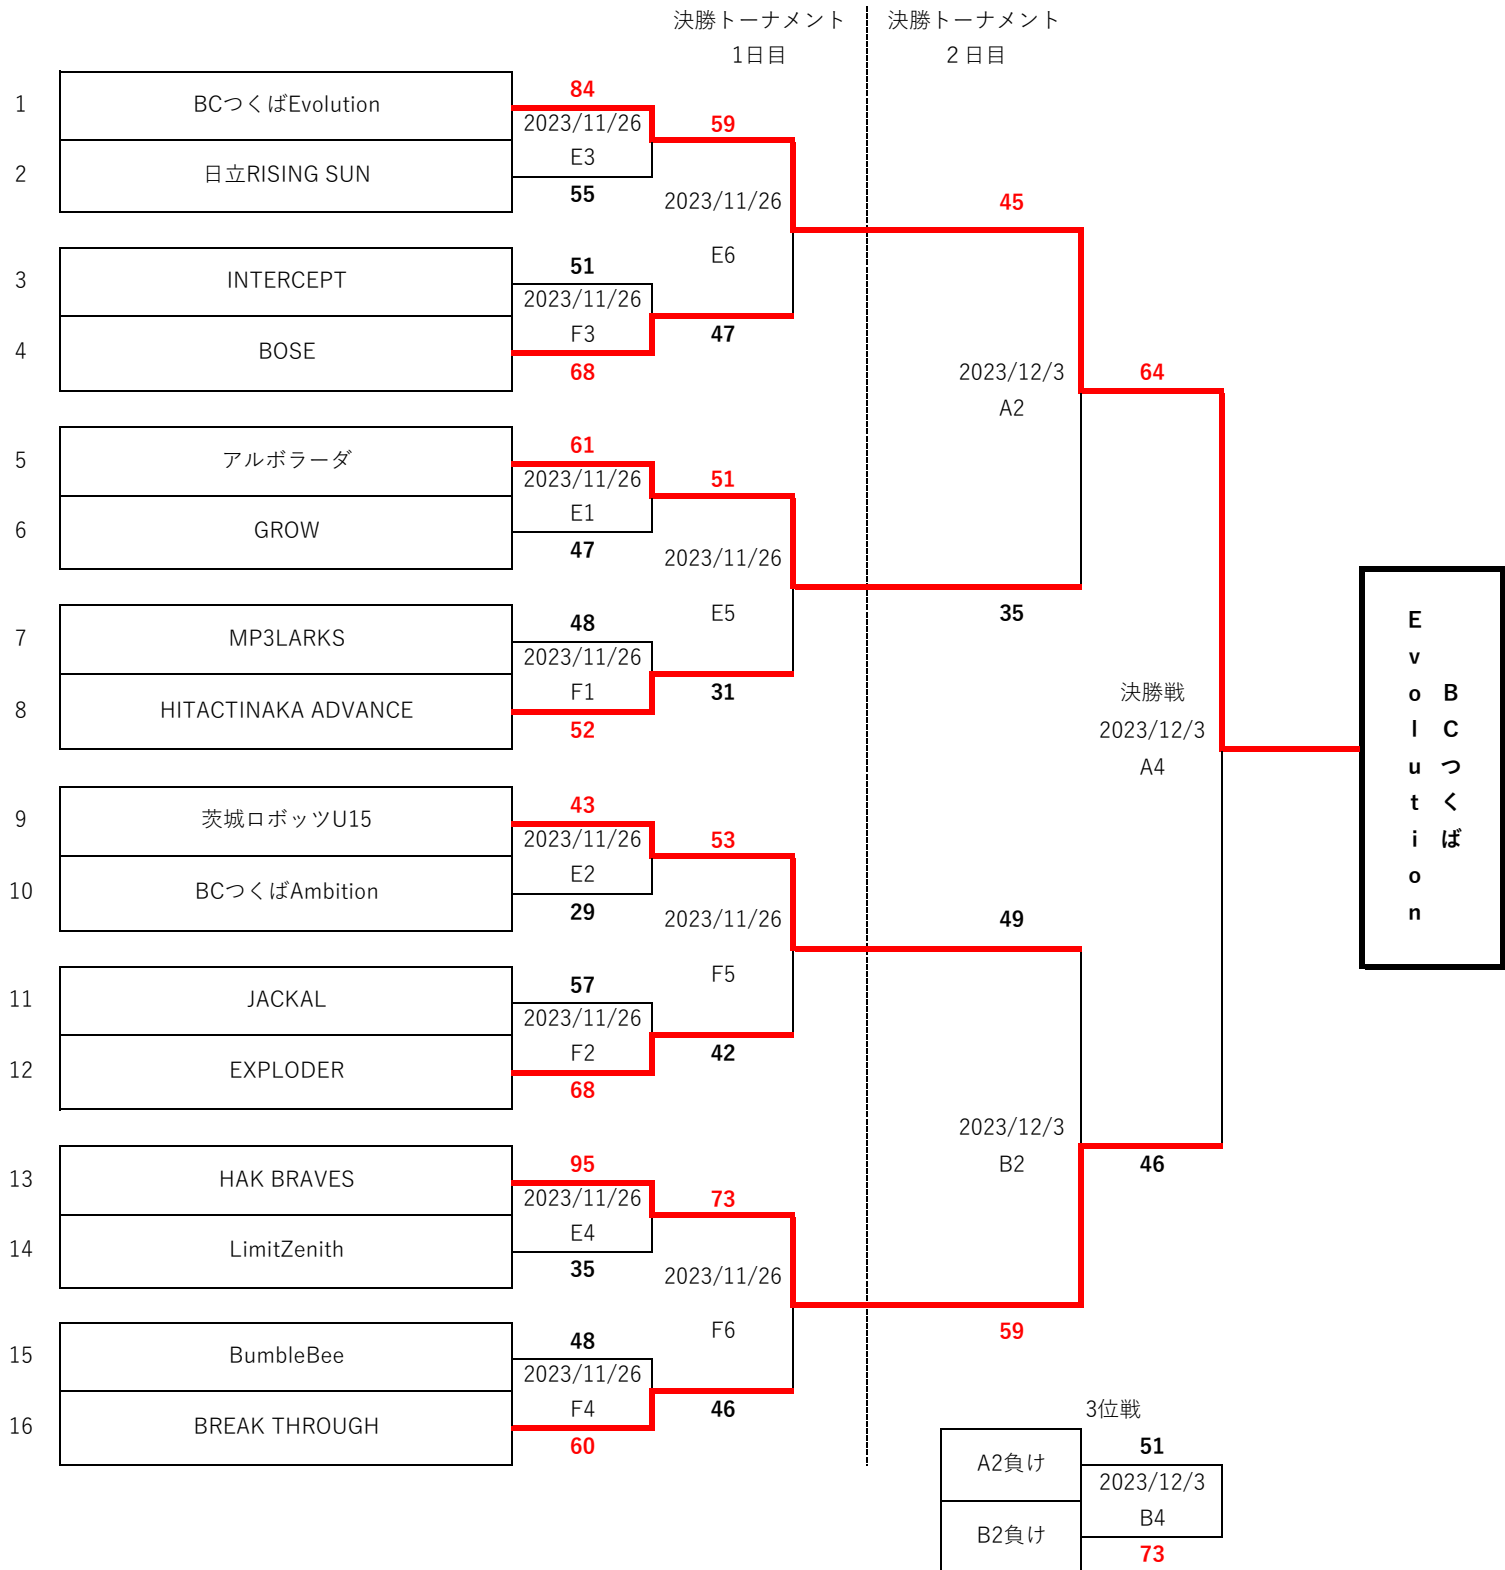 決勝トーナメント
1日目
決勝トーナメント
２日目
1
BCつくばEvolution
84
2023/11/26
E3
2
日立RISING SUN
55
59
2023/11/26
E6
3
INTERCEPT
51
2023/11/26
F3
4
BOSE
68
47
45
2023/12/3
A2
5
アルボラーダ
61
2023/11/26
E1
6
GROW
47
51
2023/11/26
E5
7
MP3LARKS
48
2023/11/26
F1
8
HITACTINAKA ADVANCE
52
31
35
64
決勝戦
2023/12/3
A4
BCつくば
Evolution
9
茨城ロボッツU15
43
2023/11/26
E2
10
BCつくばAmbition
29
53
2023/11/26
F5
11
JACKAL
57
2023/11/26
F2
12
EXPLODER
68
42
49
2023/12/3
B2
46
13
HAK BRAVES
95
2023/11/26
E4
14
LimitZenith
35
73
2023/11/26
F6
15
BumbleBee
48
2023/11/26
F4
16
BREAK THROUGH
60
46
59
3位戦
A2負け
51
2023/12/3
B4
B2負け
73